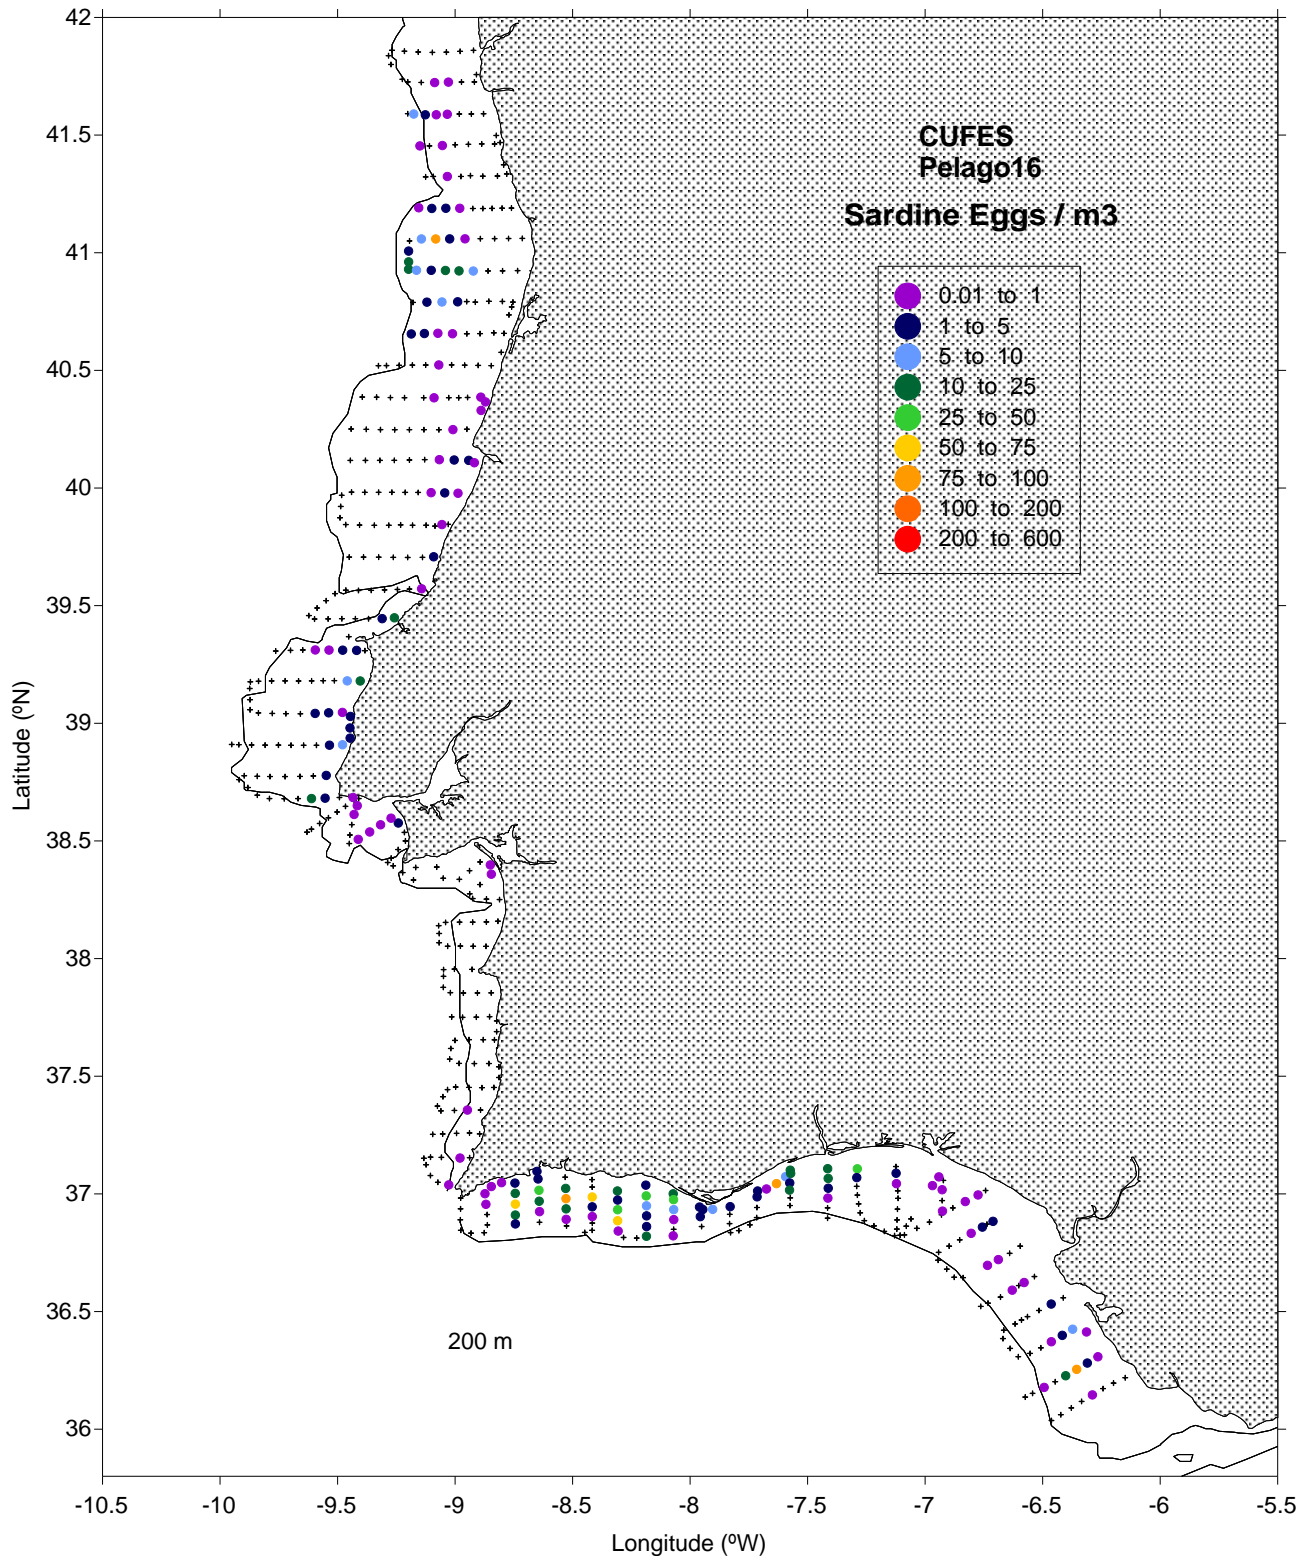 42
41.5
41
40.5
40
39.5
39
38.5
38
37.5
37
36.5
36
Latitude (ºN)
CUFES
Pelago16
Sardine Eggs / m3
0.01 to 1
1 to 5
5 to 10
10 to 25
25 to 50
50 to 75
75 to 100
100 to 200
200 to 600
200 m
-10.5 -10 -9.5 -9 -8.5 -8 -7.5 -7 -6.5 -6 -5.5
Longitude (ºW)